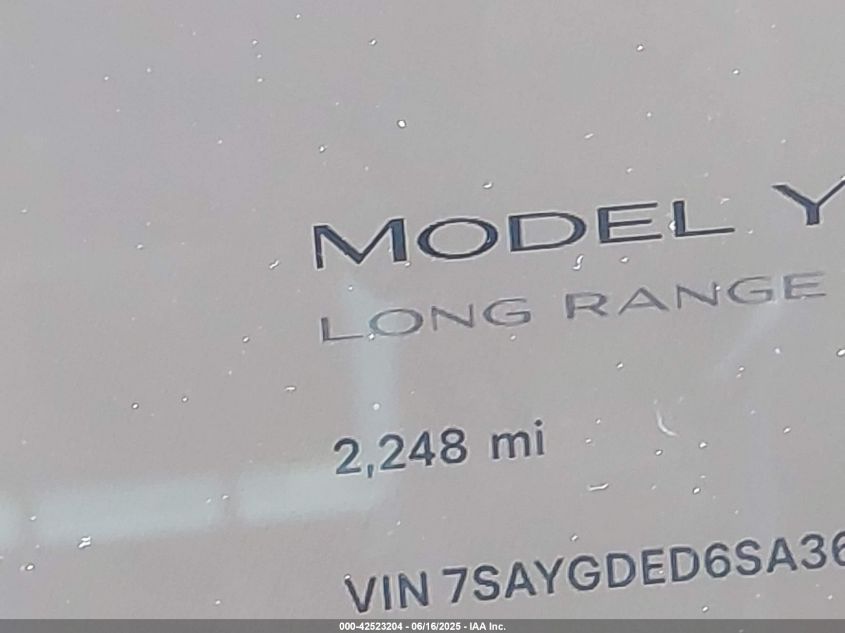 MODEL Y
LONG RANGE
2,248 mi
VIN 7SAYGDED6SA36
000-42523204 - 06/16/2025 - IAA Inc.